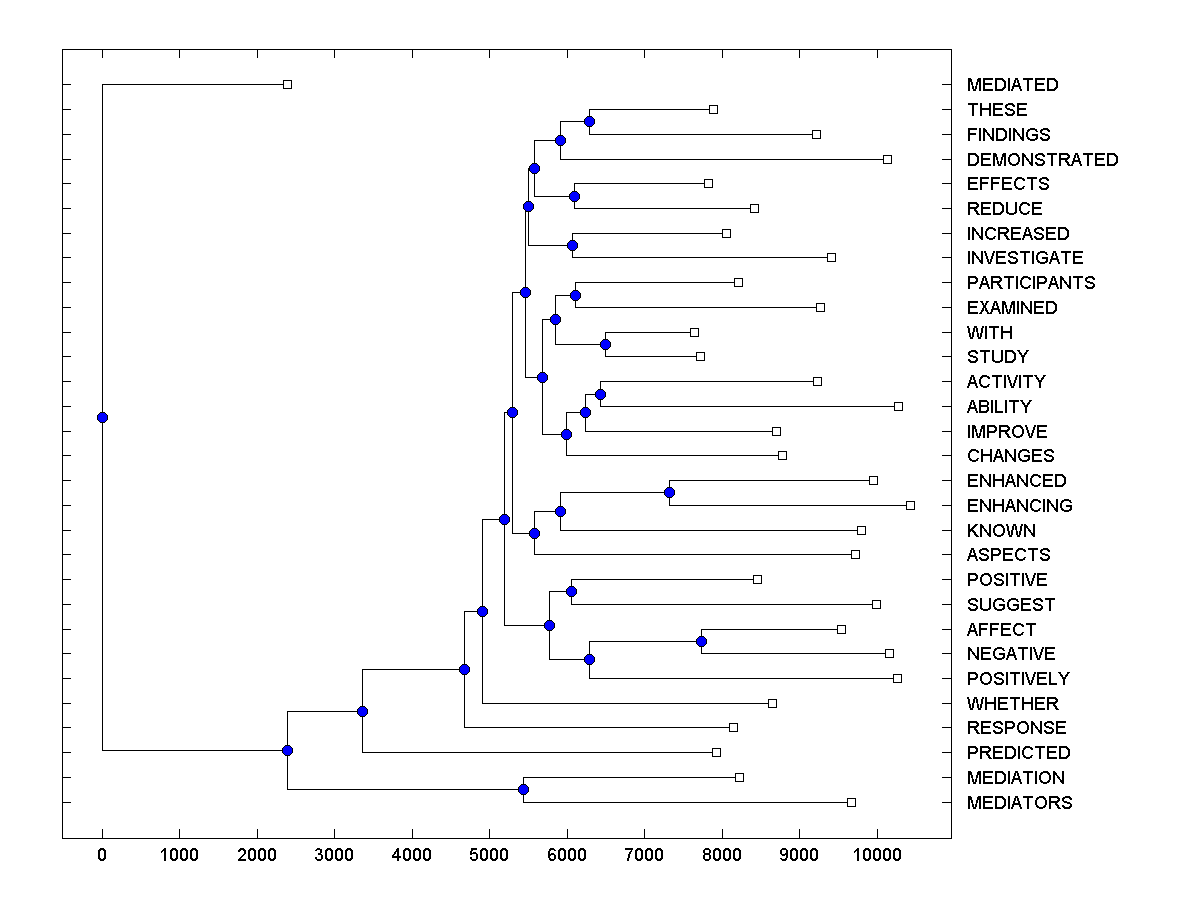 MEDIATED
THESE
FINDINGS
DEMONSTRATED
EFFECTS
REDUCE
INCREASED
INVESTIGATE
PARTICIPANTS
EXAMINED
WITH
STUDY
ACTIVITY
ABILITY
IMPROVE
CHANGES
ENHANCED
ENHANCING
KNOWN
ASPECTS
POSITIVE
SUGGEST
AFFECT
NEGATIVE
POSITIVELY
WHETHER
RESPONSE
PREDICTED
MEDIATION
MEDIATORS
0 1000 2000 3000 4000 5000 6000 7000 8000 9000 10000